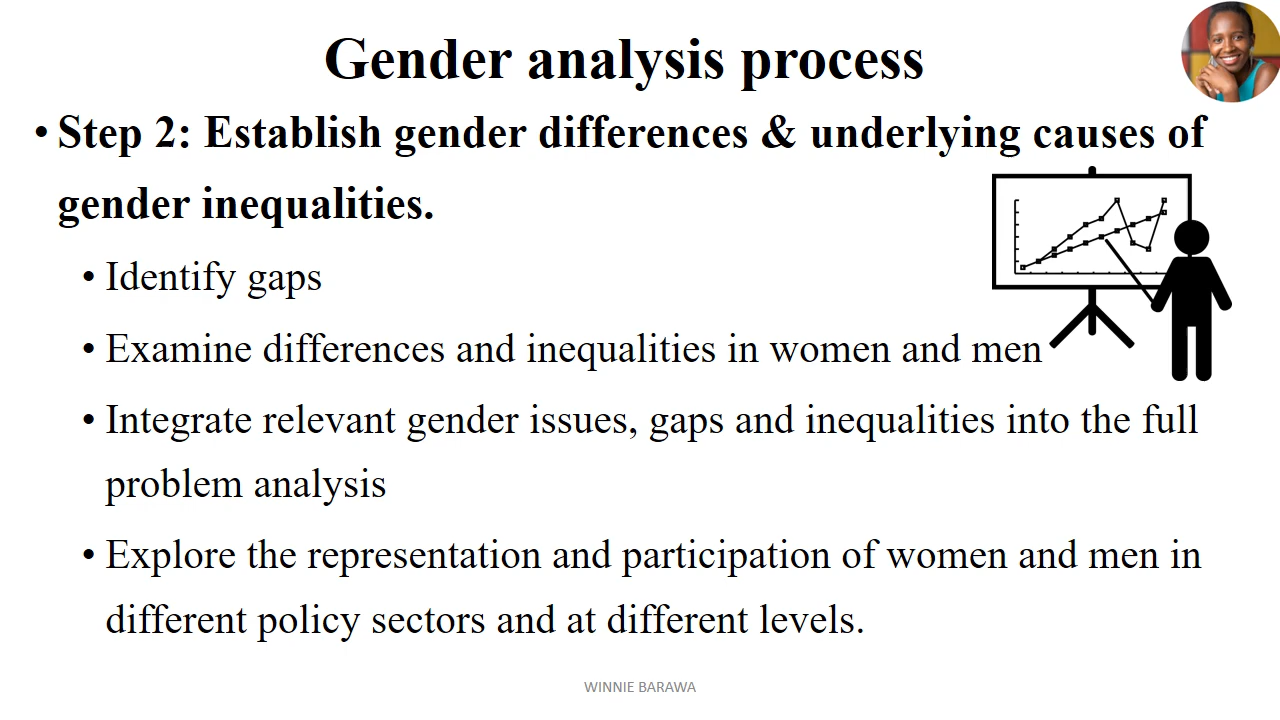 Gender analysis process
• Step 2: Establish gender differences & underlying causes of
gender inequalities.
• Identify gaps
• Examine differences and inequalities in women and men
• Integrate relevant gender issues, gaps and inequalities into the full
problem analysis
• Explore the representation and participation of women and men in
different policy sectors and at different levels.
WINNIE BARAWA